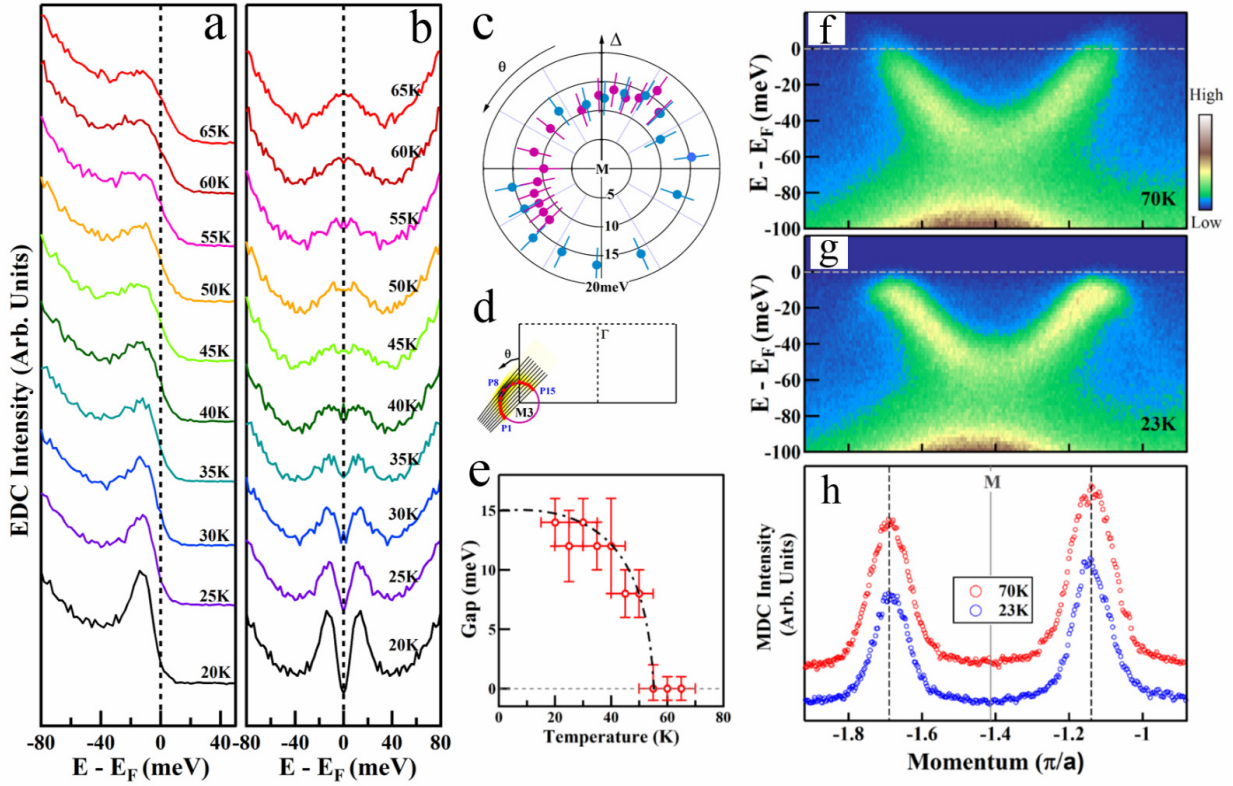 a
65K
60K
55K
50K
45K
40K
35K
30K
25K
20K
EDC Intensity (Arb. Units)
-80
-40
0
40
E - EF (meV)
b
65K
60K
55K
50K
45K
40K
35K
30K
25K
20K
-80
-40
0
40
80
E - EF (meV)
c
θ
Δ
M
5
10
15
20meV
d
Γ
θ
P8
P15
M3
P1
e
Gap (meV)
15
10
5
0
0
20
40
60
80
Temperature (K)
f
E - EF (meV)
0
-20
-40
-60
-80
-100
70K
High
Low
g
E - EF (meV)
0
-20
-40
-60
-80
-100
23K
h
M
MDC Intensity
(Arb. Units)
70K
23K
-1.8
-1.6
-1.4
-1.2
-1
Momentum (π/a)